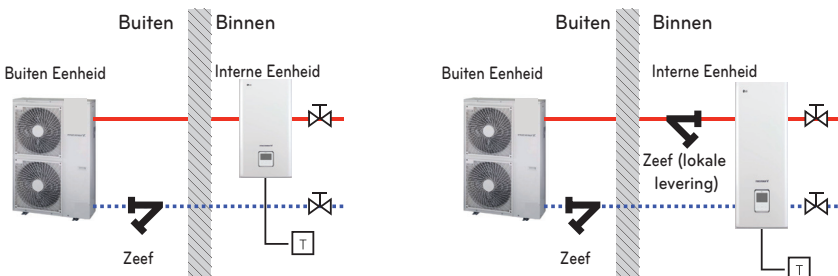 Buiten
Binnen
Buiten Eenheid
Interne Eenheid
Zeef
T
Buiten
Binnen
Buiten Eenheid
Interne Eenheid
Zeef (lokale
levering)
Zeef
T